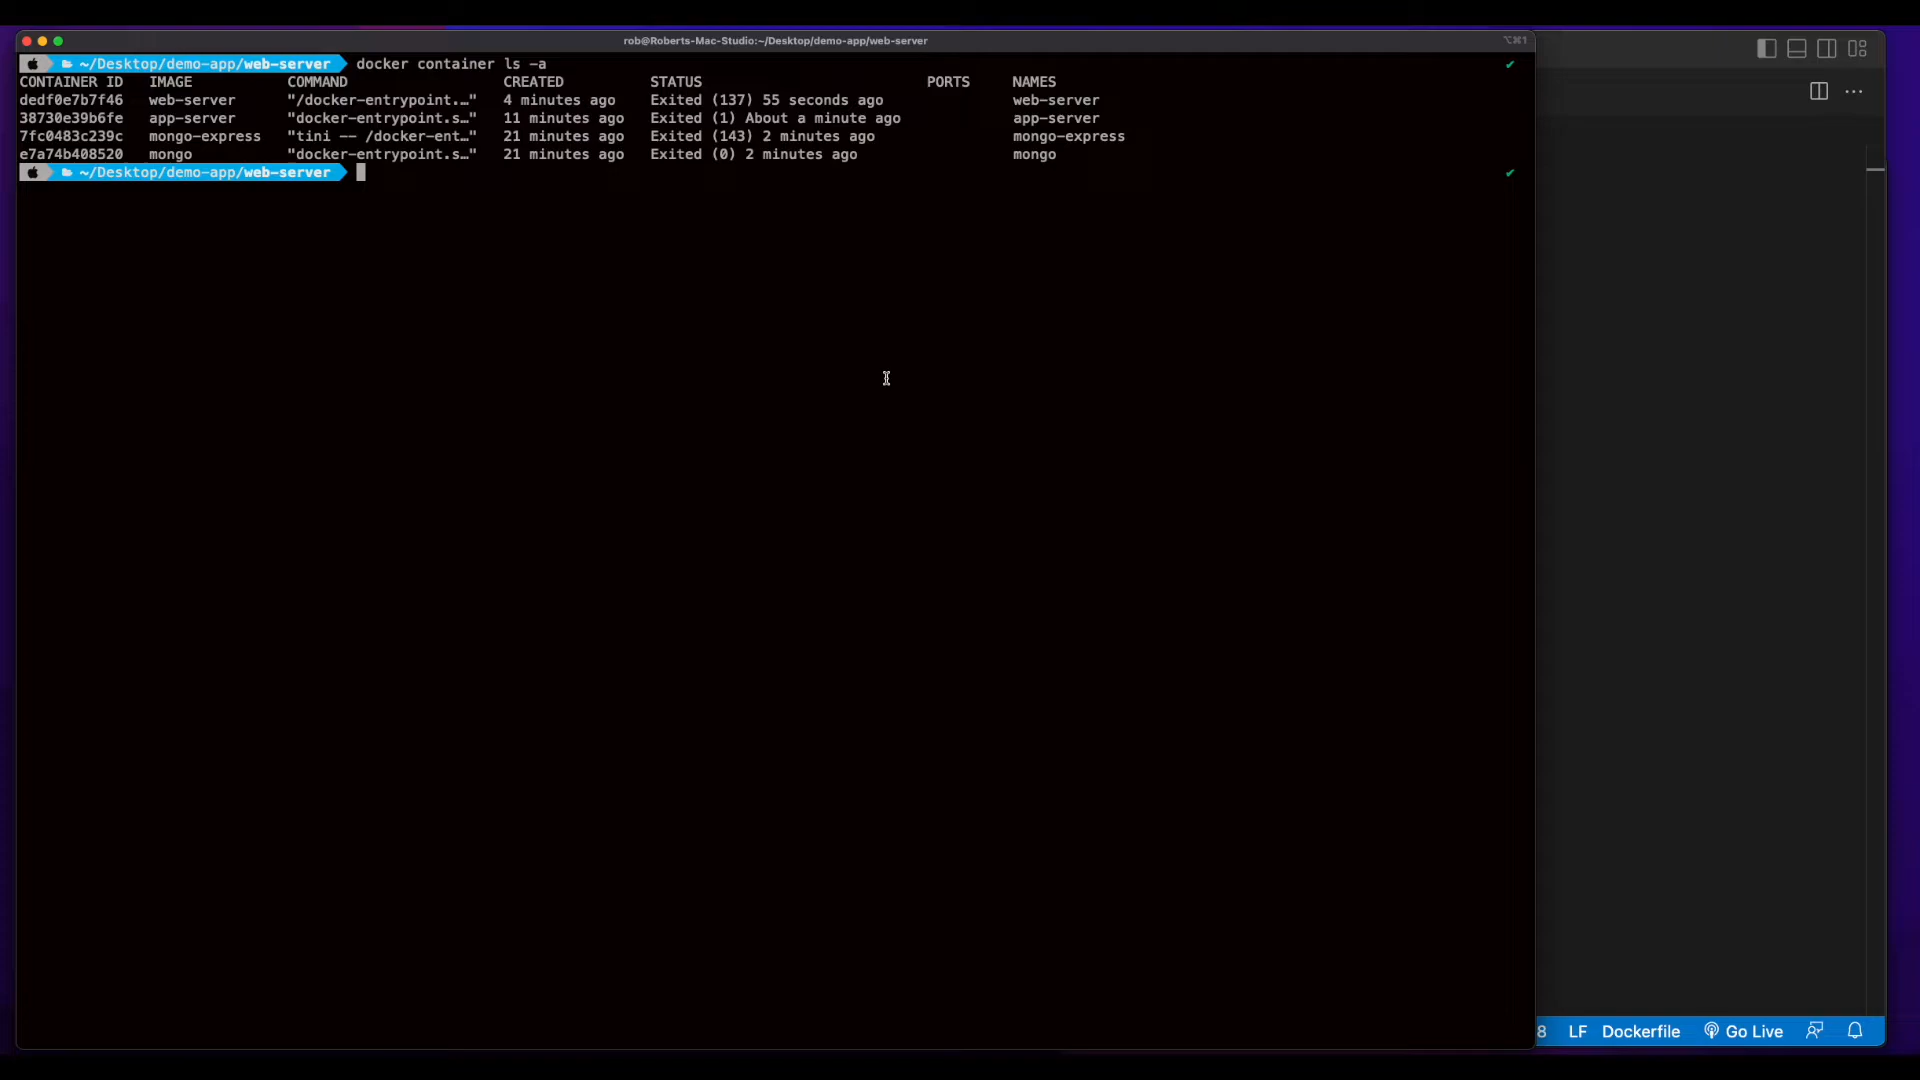 rob@Roberts-Mac-Studio:~/Desktop/demo-app/web-server
⌥⌘1
~/Desktop/demo-app/web-server docker container ls -a ✔
CONTAINER ID IMAGE COMMAND CREATED STATUS PORTS NAMES
dedf0e7b7f46 web-server "/docker-entrypoint.…" 4 minutes ago Exited (137) 55 seconds ago web-server
38730e39b6fe app-server "docker-entrypoint.s…" 11 minutes ago Exited (1) About a minute ago app-server
7fc0483c239c mongo-express "tini -- /docker-ent…" 21 minutes ago Exited (143) 2 minutes ago mongo-express
e7a74b408520 mongo "docker-entrypoint.s…" 21 minutes ago Exited (0) 2 minutes ago mongo
~/Desktop/demo-app/web-server ✔
8 LF Dockerfile Go Live